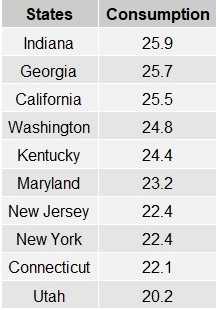 States Consumption
Indiana 25.9
Georgia 25.7
California 25.5
Washington 24.8
Kentucky 24.4
Maryland 23.2
New Jersey 22.4
New York 22.4
Connecticut 22.1
Utah 20.2